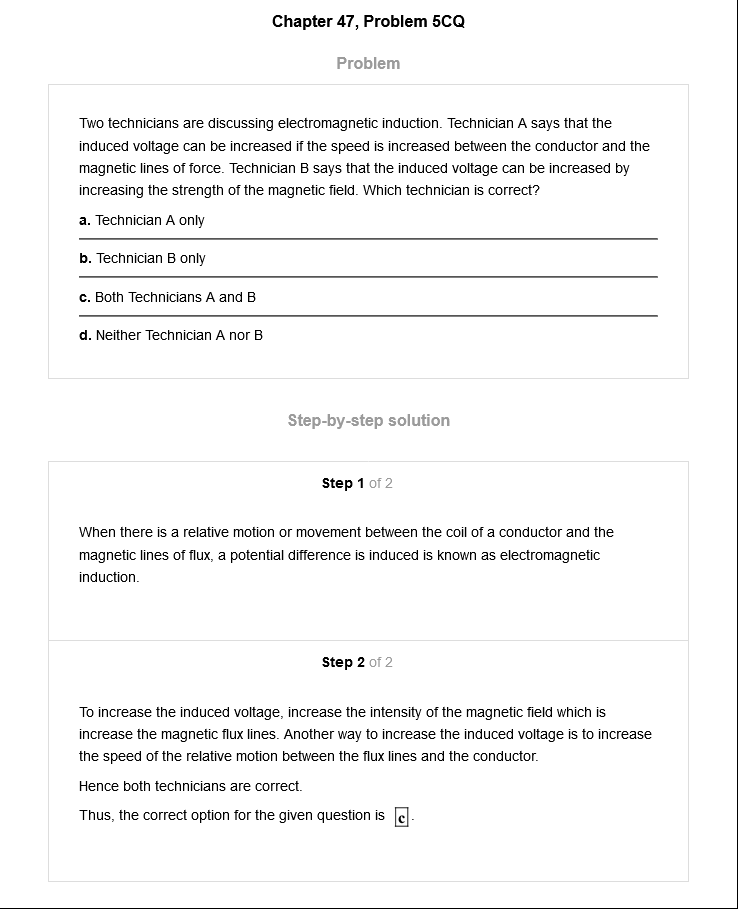 Chapter 47, Problem 5CQ
Problem
Two technicians are discussing electromagnetic induction. Technician A says that the
induced voltage can be increased if the speed is increased between the conductor and the
magnetic lines of force. Technician B says that the induced voltage can be increased by
increasing the strength of the magnetic field. Which technician is correct?
a. Technician A only
b. Technician B only
c. Both Technicians A and B
d. Neither Technician A nor B
Step-by-step solution
Step 1 of 2
When there is a relative motion or movement between the coil of a conductor and the
magnetic lines of flux, a potential difference is induced is known as electromagnetic
induction.
Step 2 of 2
To increase the induced voltage, increase the intensity of the magnetic field which is
increase the magnetic flux lines. Another way to increase the induced voltage is to increase
the speed of the relative motion between the flux lines and the conductor.
Hence both technicians are correct.
Thus, the correct option for the given question is c.